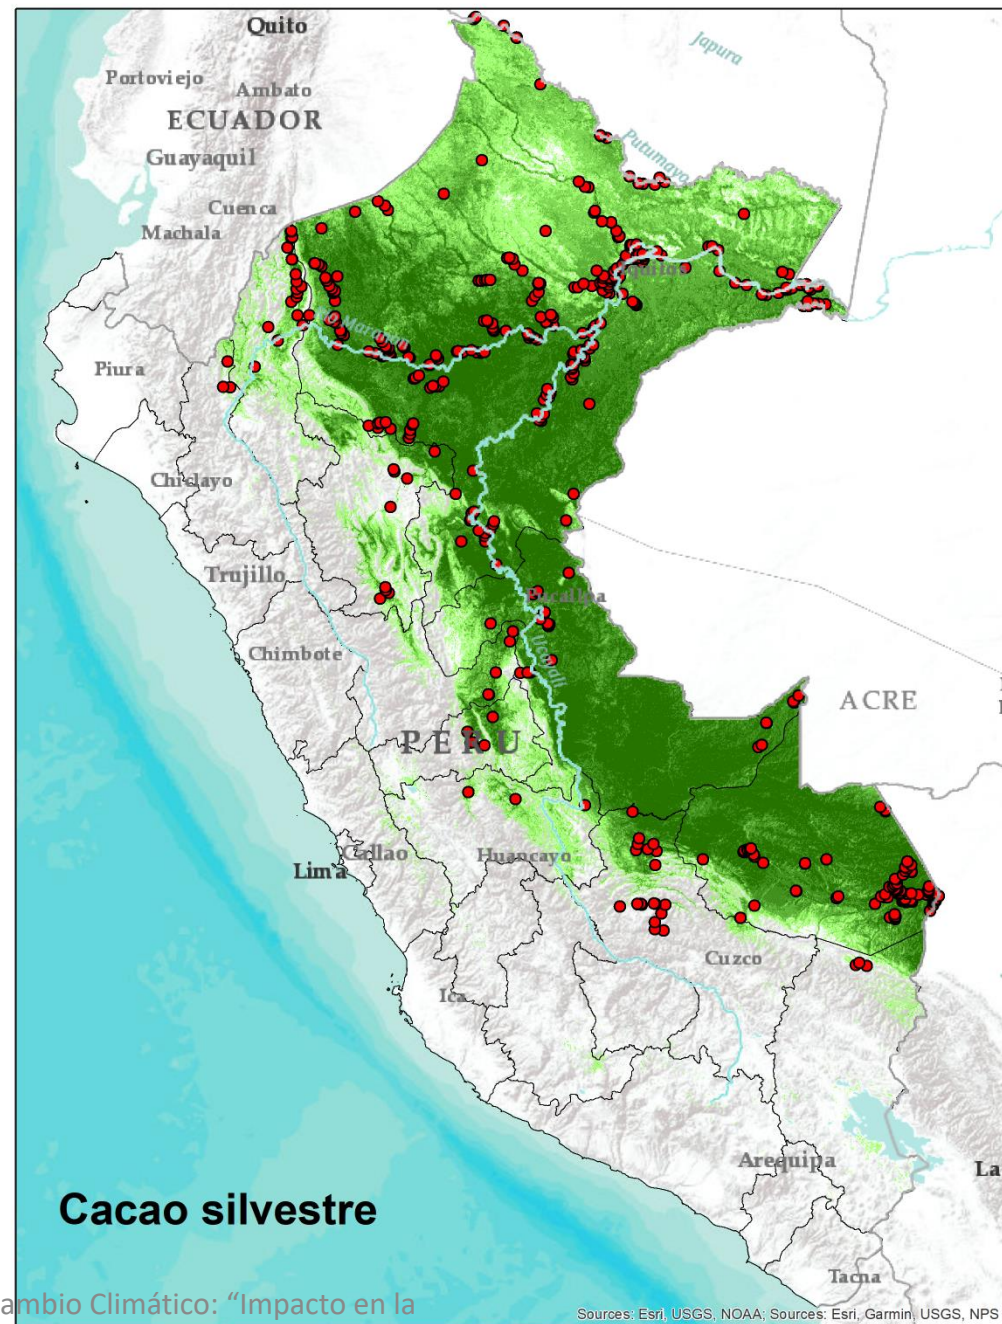 Quito
Japura
Portoviejo
Ambato
ECUADOR
Putumayo
Guayaquil
Cuenca
Machala
Iquitos
Marañon
Piura
Chiclayo
Trujillo
Pucallpa
Chimbote
Ucayali
ACRE
PERU
Callao
Lima
Huancayo
Cuzco
Ica
Arequipa
La
Cacao silvestre
Tacna
ambio Climático: “Impacto en la
Sources: Esri, USGS, NOAA; Sources: Esri, Garmin, USGS, NPS